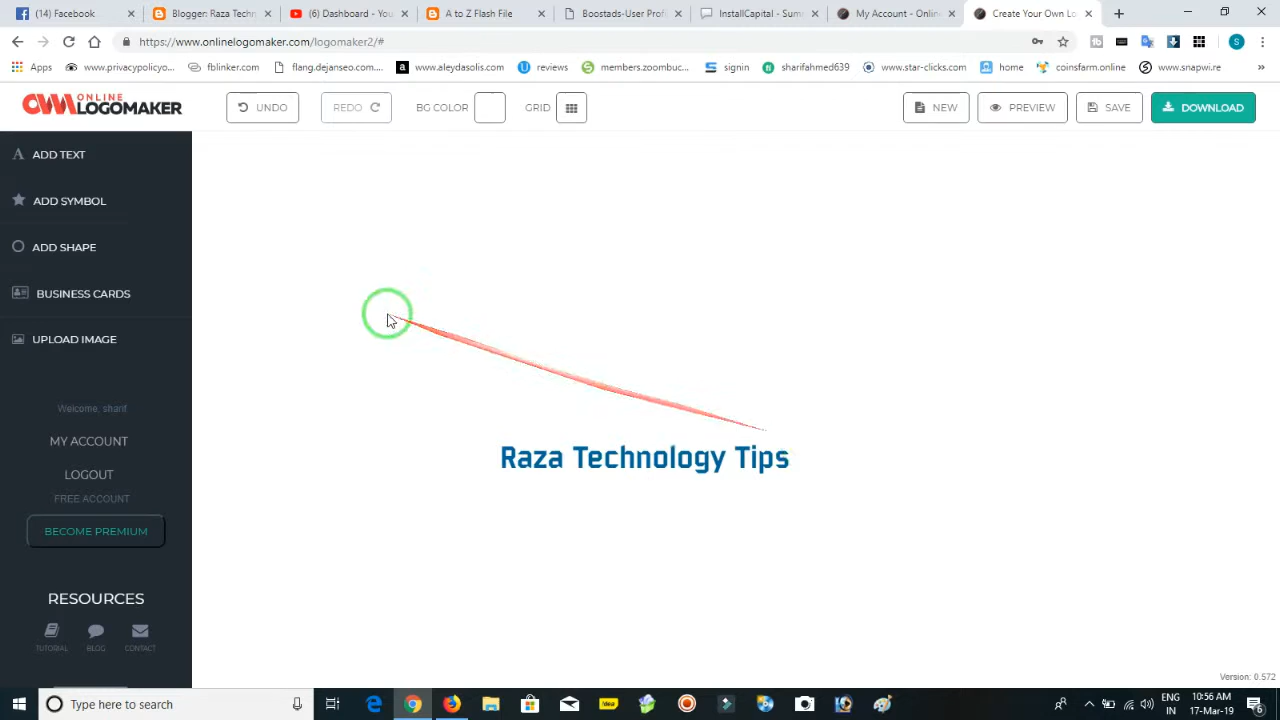 Blogger: Raza Techn
(6) Facebook
(6) Dashboard - You
A to Z Flash File
Bastads-User Prof
InstallCapital - Sum
My Account - Onlin
Create Your Own Lo
https://www.onlinelogomaker.com/logomaker2/#
Apps
www.privacypolicyo...
fblinker.com
flang.dejanseo.com/
www.aleydasolis.com
reviews
members.zoombuc...
signin
sharifahmed39
www.star-clicks.com
home
coinsfarm.online
www.snapwi.re
S
»
ONLINE
LOGOMAKER
UNDO
REDO
BG COLOR
GRID
NEW
PREVIEW
SAVE
DOWNLOAD
ADD TEXT
ADD SYMBOL
ADD SHAPE
BUSINESS CARDS
UPLOAD IMAGE
Welcome, sharif
MY ACCOUNT
LOGOUT
FREE ACCOUNT
BECOME PREMIUM
RESOURCES
TUTORIAL
BLOG
CONTACT
Raza Technology Tips
Version: 0.572
Type here to search
ENG
IN
10:56 AM
17-Mar-19